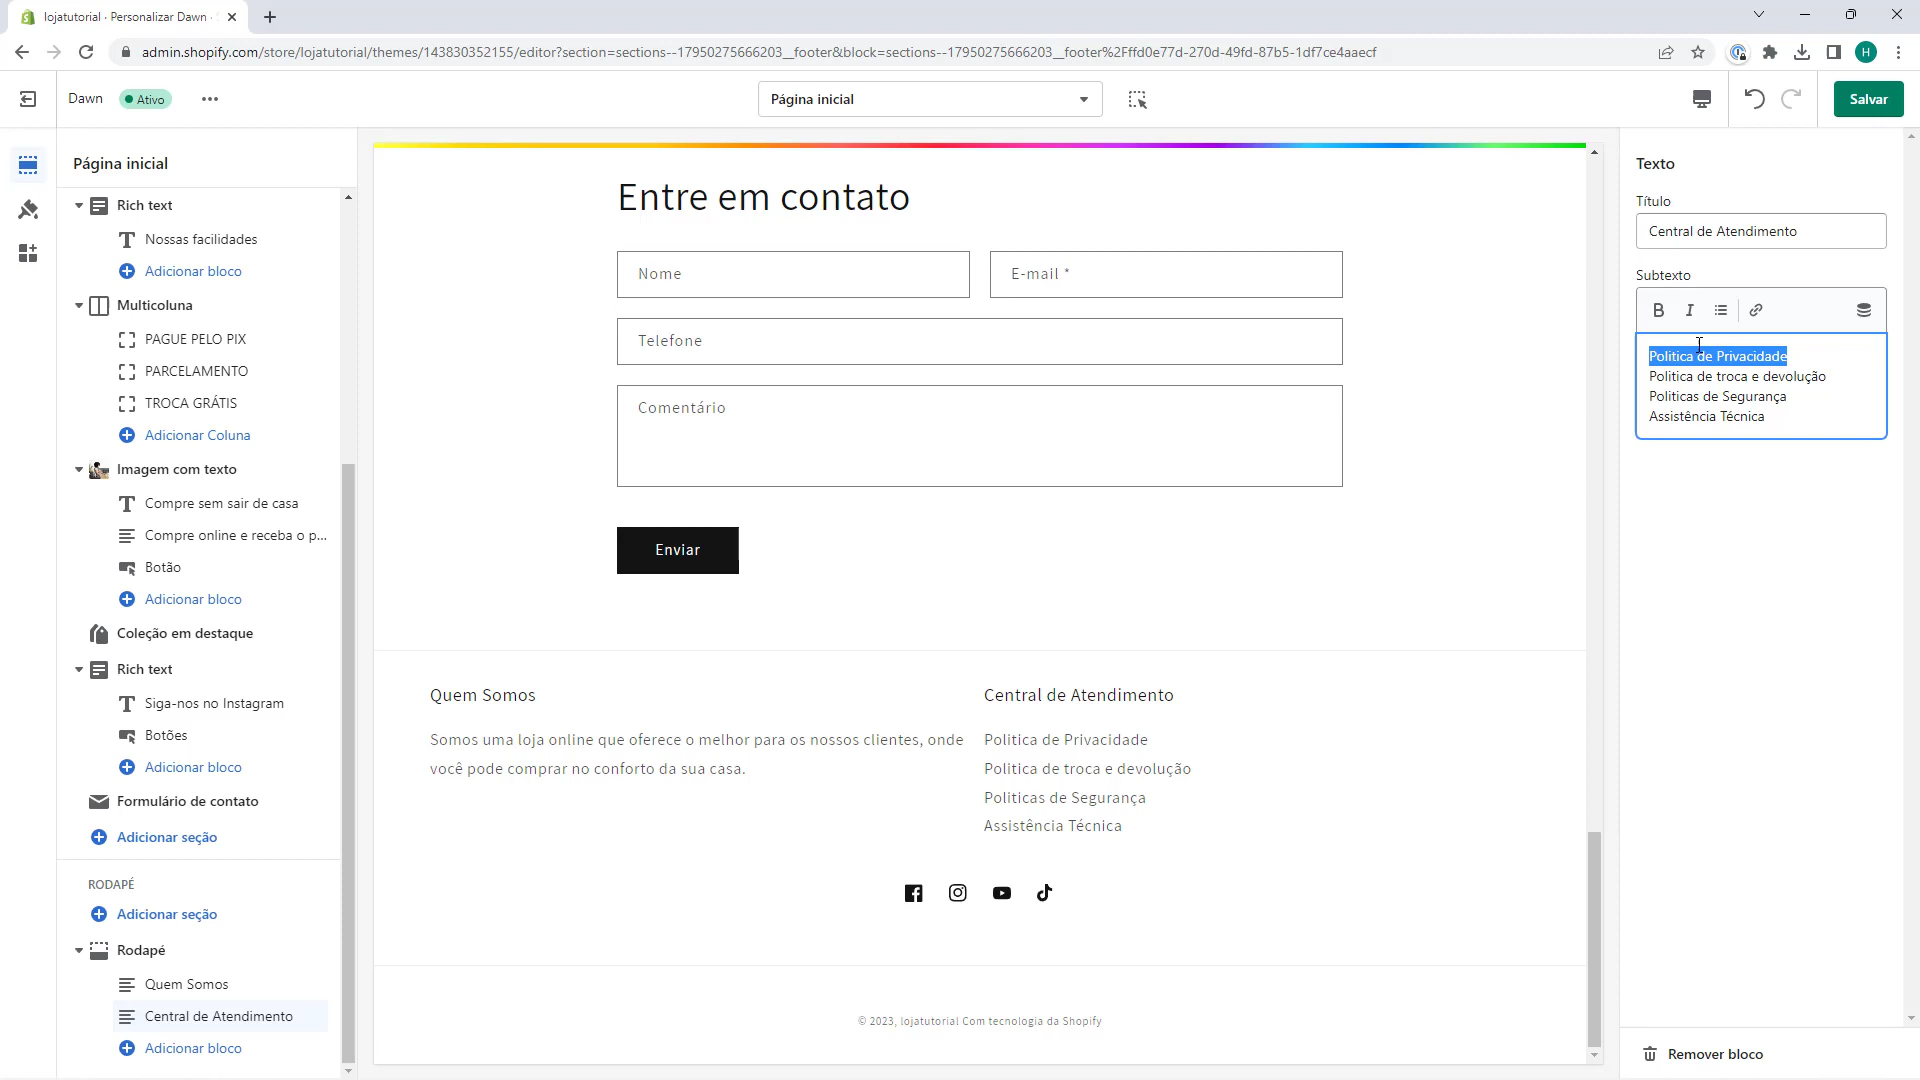 lojatutorial · Personalizar Dawn ·
admin.shopify.com/store/lojatutorial/themes/143830352155/editor?section=sections--17950275666203__footer&block=sections--17950275666203__footer%2Fffd0e77d-270d-49fd-87b5-1df7ce4aaecf
H
Dawn
Ativo
Página inicial
Salvar
Página inicial
Rich text
Nossas facilidades
Adicionar bloco
Multicoluna
PAGUE PELO PIX
PARCELAMENTO
TROCA GRÁTIS
Adicionar Coluna
Imagem com texto
Compre sem sair de casa
Compre online e receba o p...
Botão
Adicionar bloco
Coleção em destaque
Rich text
Siga-nos no Instagram
Botões
Adicionar bloco
Formulário de contato
Adicionar seção
RODAPÉ
Adicionar seção
Rodapé
Quem Somos
Central de Atendimento
Adicionar bloco
Entre em contato
Nome
E-mail *
Telefone
Comentário
Enviar
Quem Somos
Somos uma loja online que oferece o melhor para os nossos clientes, onde
você pode comprar no conforto da sua casa.
Central de Atendimento
Politica de Privacidade
Politica de troca e devolução
Politicas de Segurança
Assistência Técnica
© 2023, lojatutorial Com tecnologia da Shopify
Texto
Título
Central de Atendimento
Subtexto
B I
Politica de Privacidade
Politica de troca e devolução
Politicas de Segurança
Assistência Técnica
Remover bloco